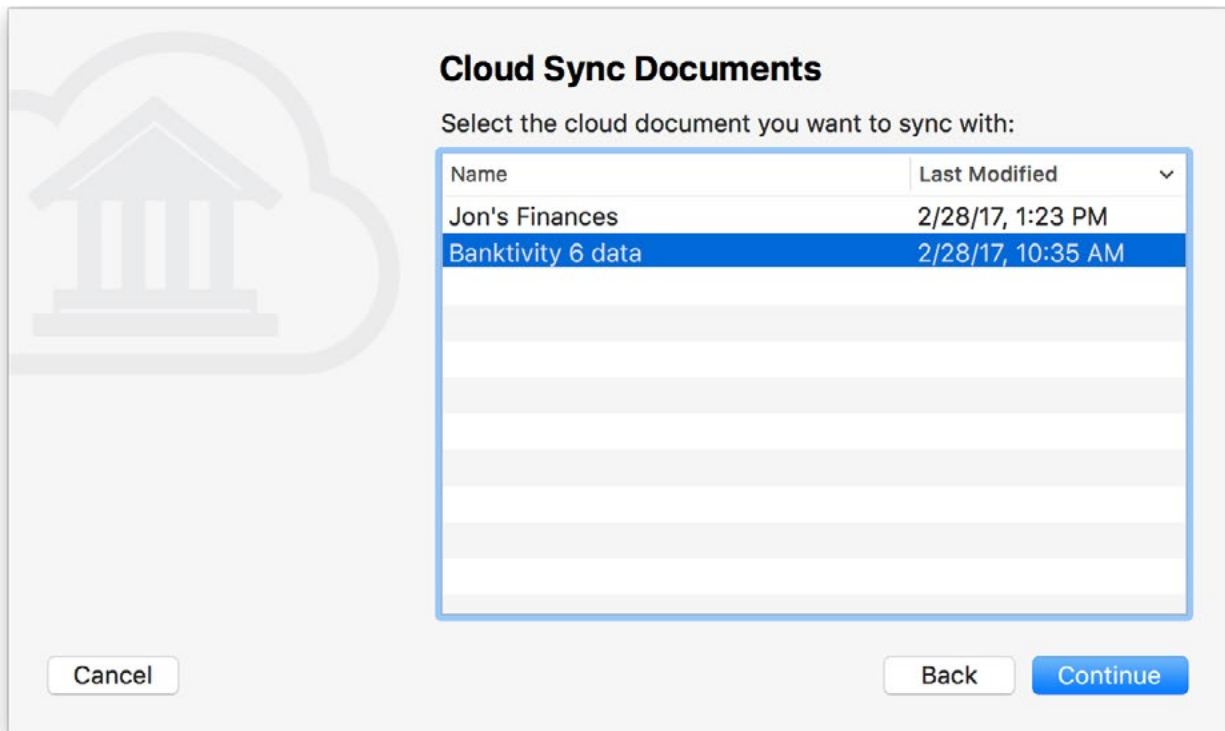 Cloud Sync Documents
Select the cloud document you want to sync with:
Name Last Modified
Jon's Finances 2/28/17, 1:23 PM
Banktivity 6 data 2/28/17, 10:35 AM
Cancel Back Continue